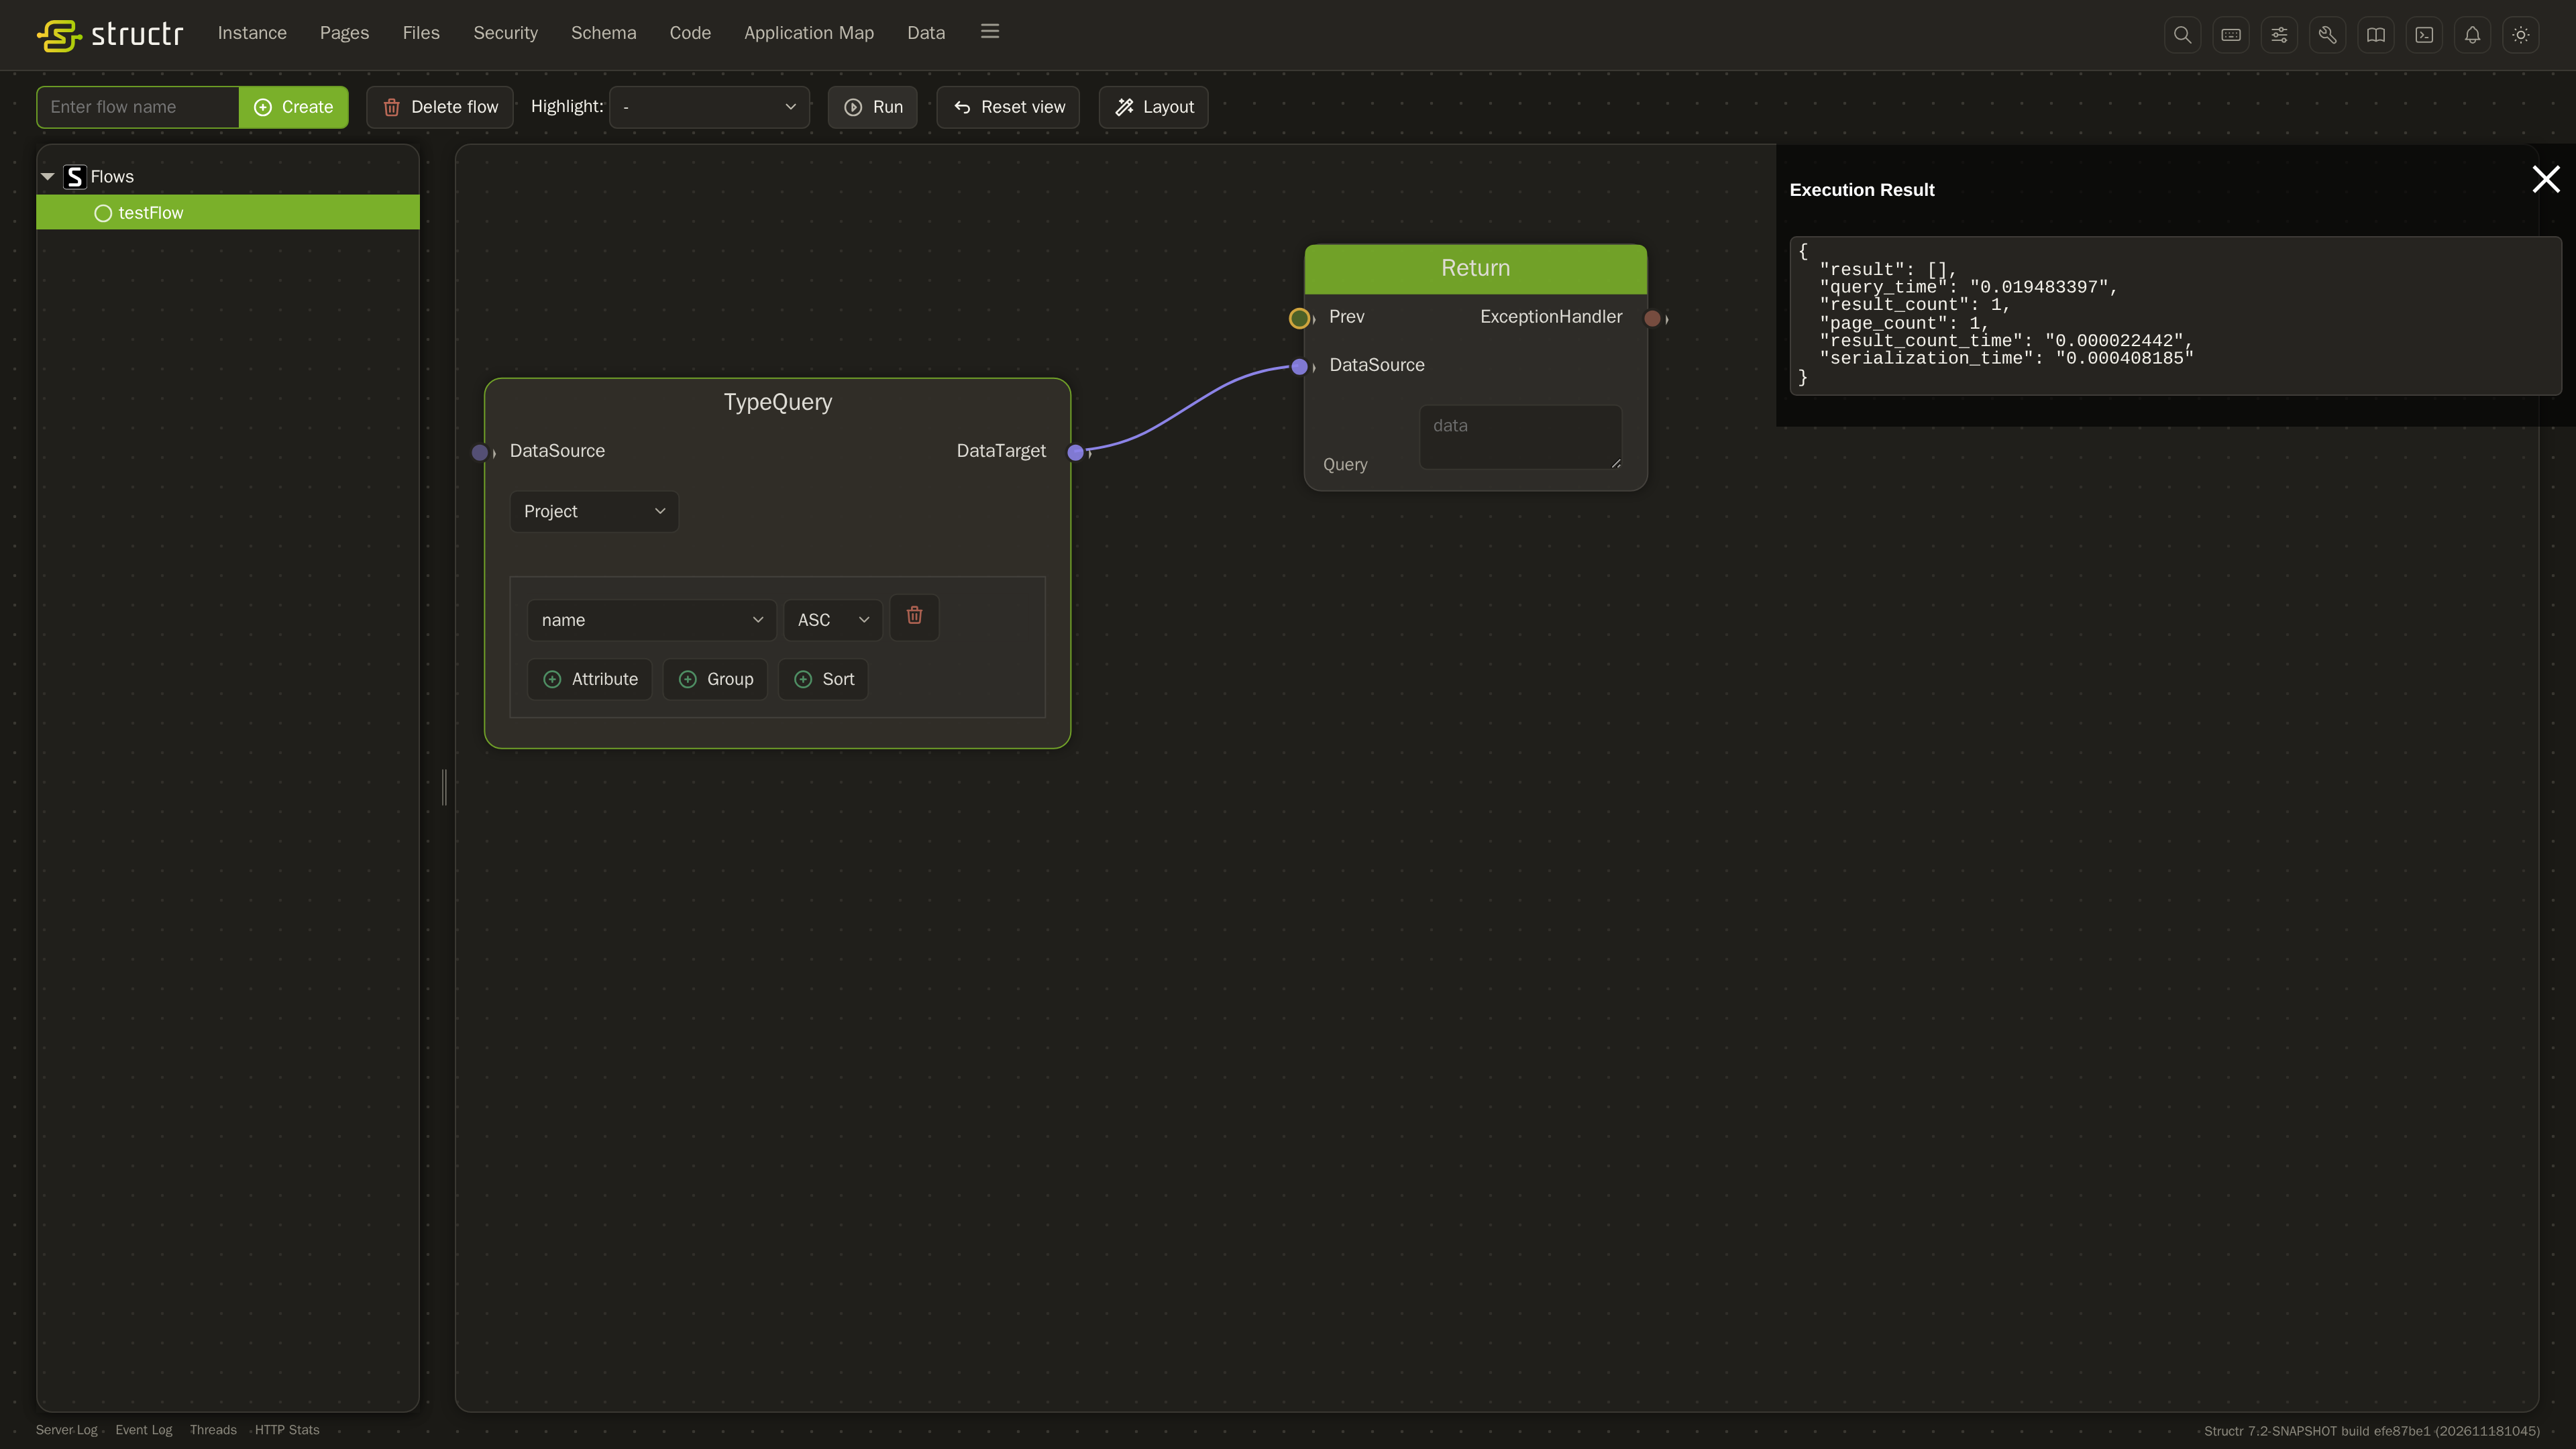 structr Instance Pages Files Security Schema Code Application Map Data
Enter flow name Create Delete flow Highlight: - Run Reset view Layout
Flows
testFlow
TypeQuery
DataSource DataTarget
Project
name ASC
Attribute Group Sort
Return
Prev ExceptionHandler
DataSource
data
Query
Execution Result
{
"result": [],
"query_time": "0.019483397",
"result_count": 1,
"page_count": 1,
"result_count_time": "0.000022442",
"serialization_time": "0.000408185"
}
Server Log Event Log Threads HTTP Stats
Structr 7.2-SNAPSHOT build efe87be1 (202611181045)